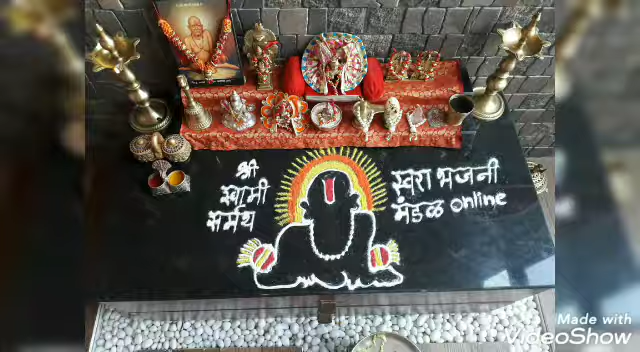 श्री
स्वामी
समर्थ
स्वरा भजनी
मंडळ online
Made with
VideoShow